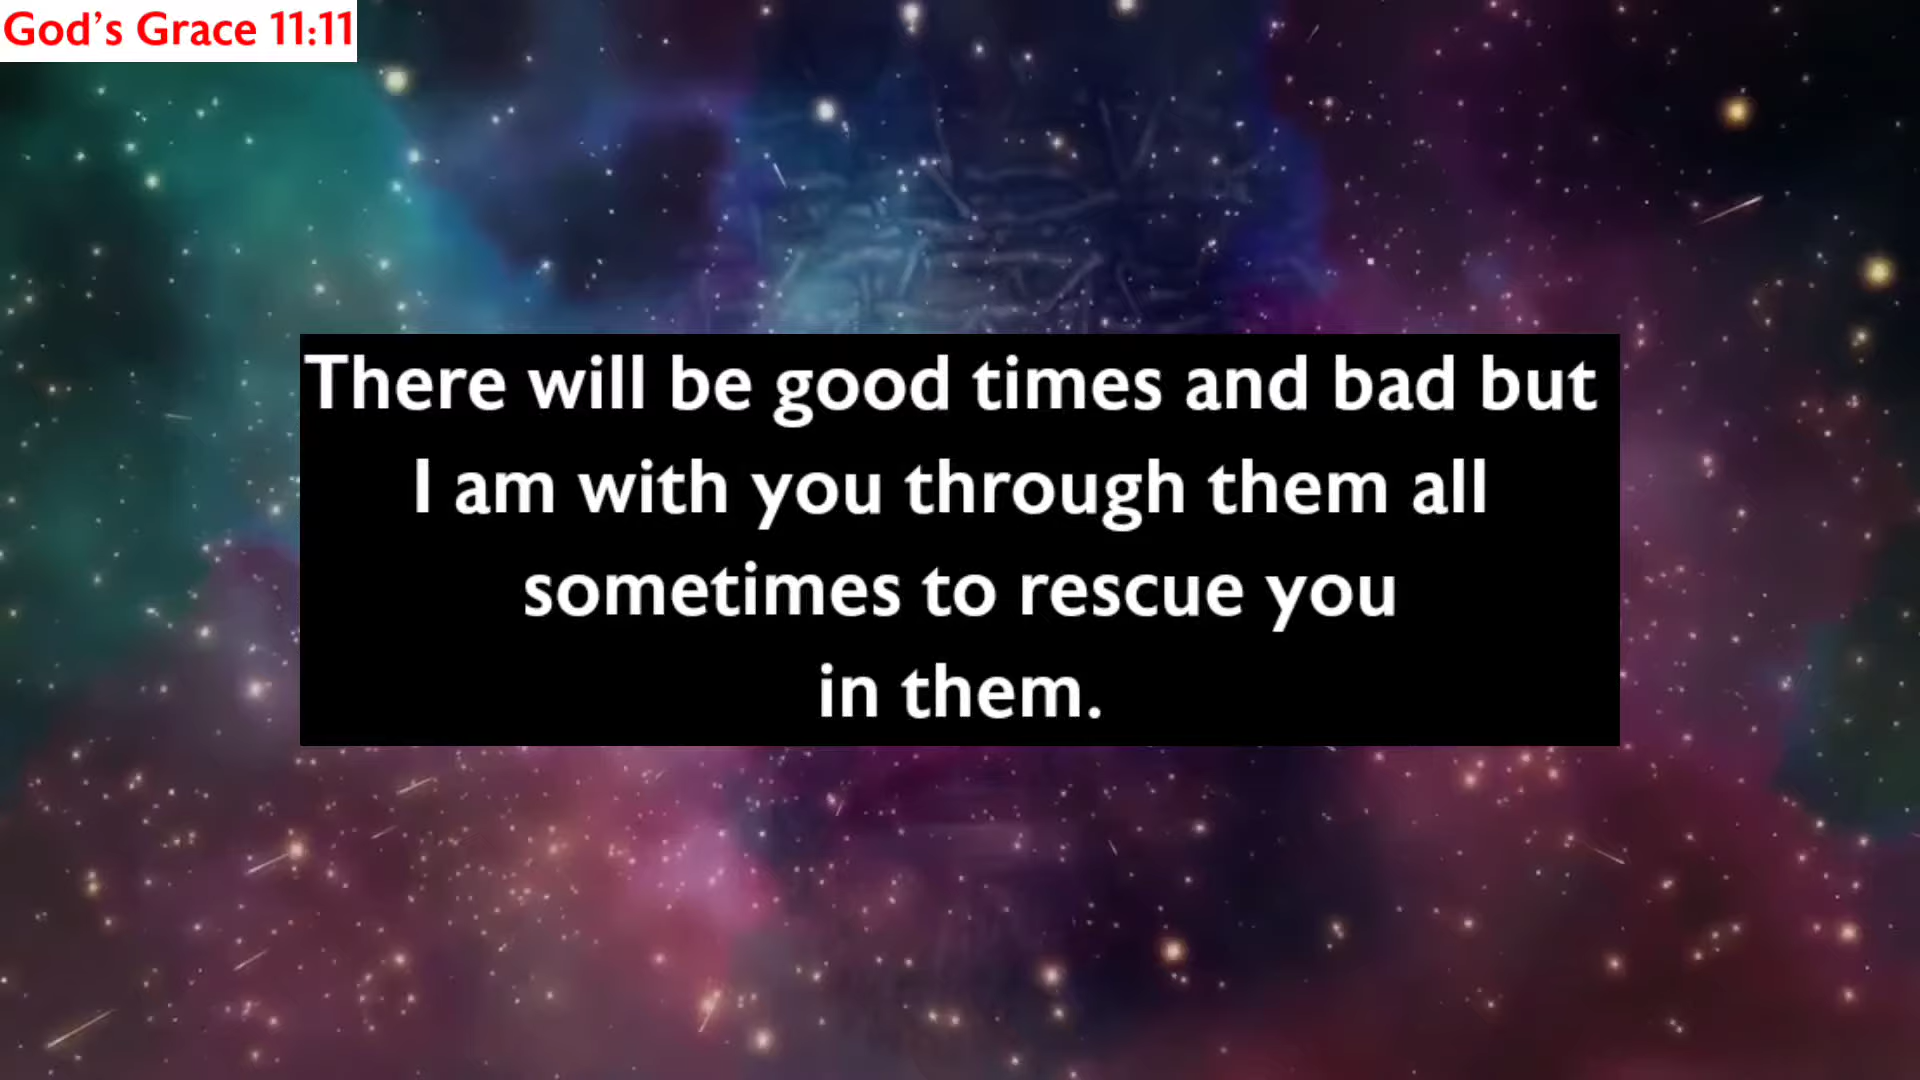 God’s Grace 11:11
There will be good times and bad but
I am with you through them all
sometimes to rescue you
in them.